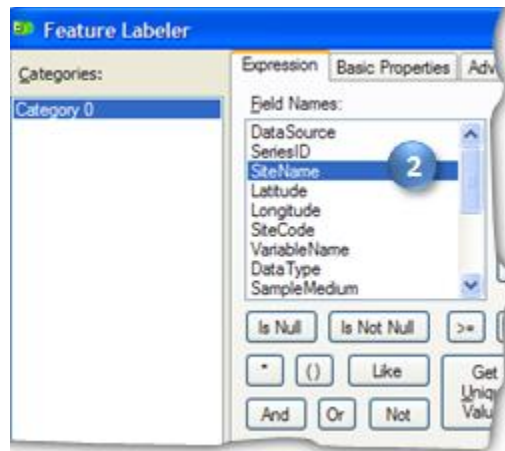 Feature Labeler
Categories:
Category 0
Expression Basic Properties
Field Names:
DataSource
SeriesID
SiteName
2
Latitude
Longitude
SiteCode
VariableName
DataType
SampleMedium
Is Null Is Not Null >=
* () Like Get
And Or Not